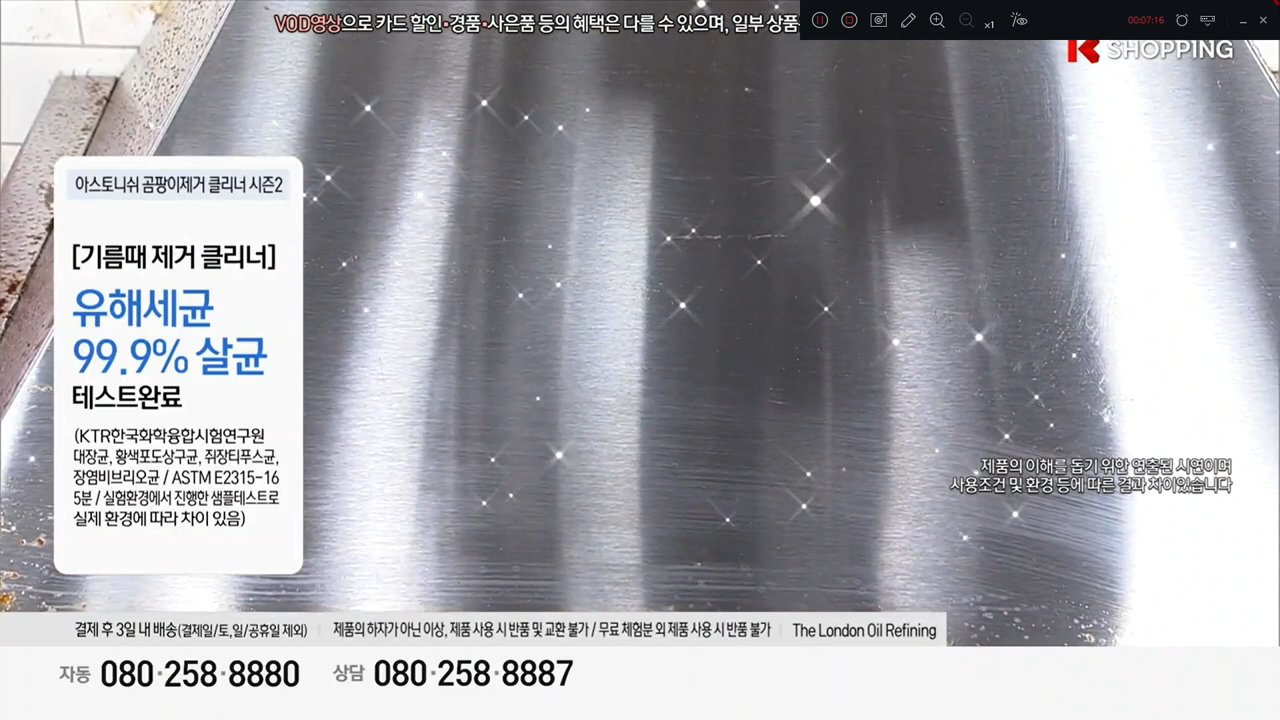 VOD영상으로 카드 할인·경품·사은품 등의 혜택은 다를 수 있으며, 일부 상품
x1
00:07:16
K SHOPPING
아스토니쉬 곰팡이제거 클리너 시즌2
[기름때 제거 클리너]
유해세균
99.9% 살균
테스트완료
(KTR한국화학융합시험연구원
대장균, 황색포도상구균, 쥐장티푸스균,
장염비브리오균 / ASTM E2315-16
5분 / 실험환경에서 진행한 샘플테스트로
실제 환경에 따라 차이 있음)
제품의 이해를 돕기 위한 연출된 시연이며
사용조건 및 환경 등에 따른 결과 차이있습니다
결제 후 3일 내 배송(결제일/토,일/공휴일 제외) 제품의 하자가 아닌 이상, 제품 사용 시 반품 및 교환 불가 / 무료 체험분 외 제품 사용 시 반품 불가 The London Oil Refining
자동 080·258·8880 상담 080·258·8887